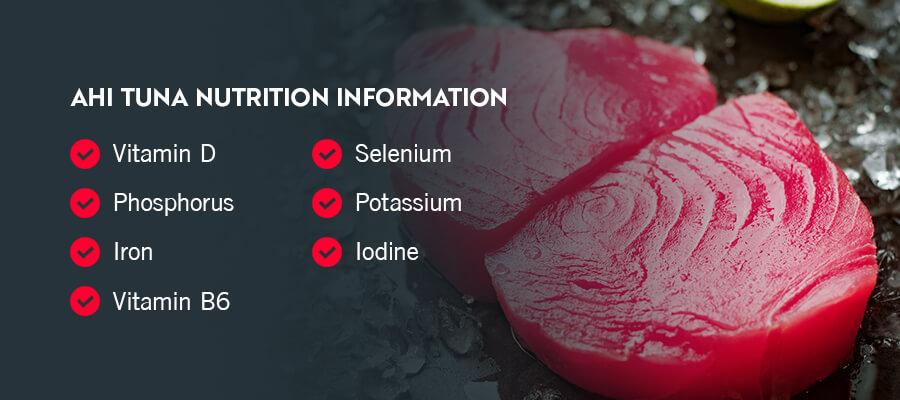 AHI TUNA NUTRITION INFORMATION
Vitamin D
Phosphorus
Iron
Vitamin B6
Selenium
Potassium
Iodine